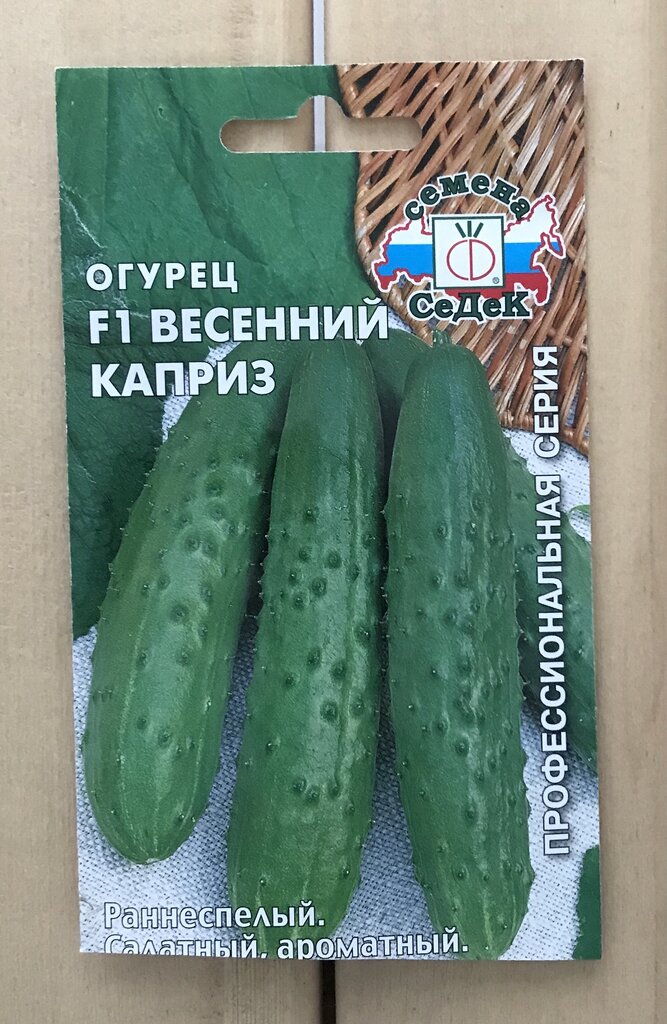 семена
СеДеК
ОГУРЕЦ
F1 ВЕСЕННИЙ
КАПРИЗ
ПРОФЕССИОНАЛЬНАЯ СЕРИЯ
Раннеспелый.
Салатный, ароматный.